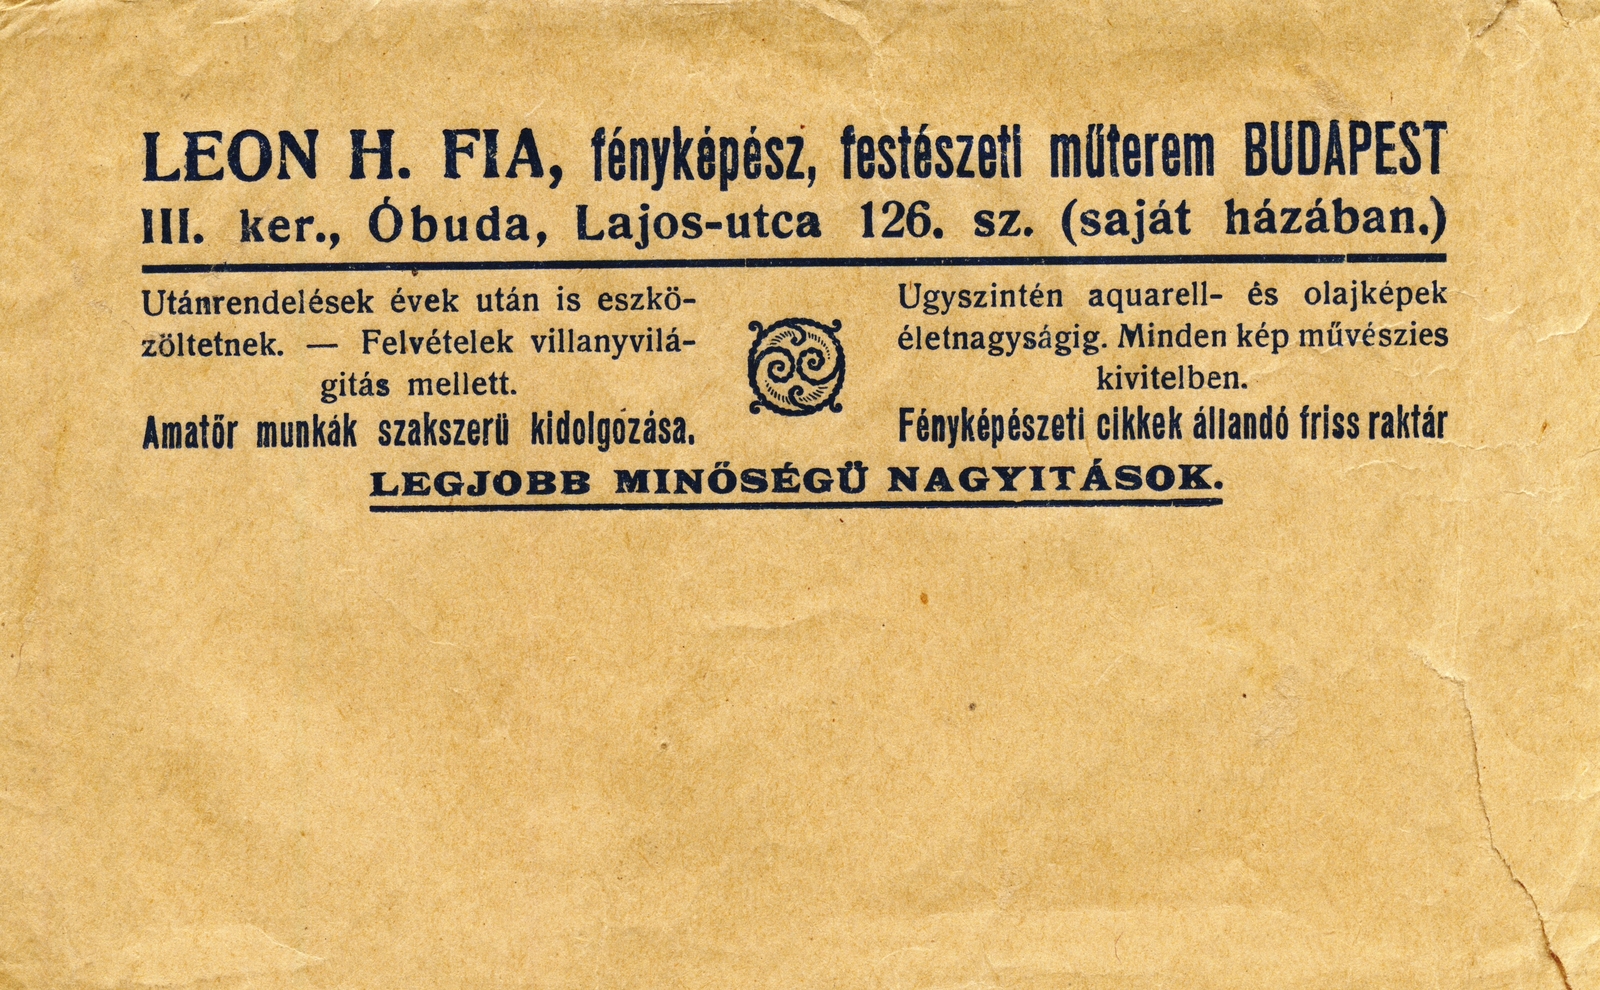 LEON H. FIA, fényképész, festészeti műterem BUDAPEST
III. ker., Óbuda, Lajos-utca 126. sz. (saját házában.)
Utánrendelések évek után is eszkö-
zöltetnek. — Felvételek villanyvilá-
gitás mellett.
Amatőr munkák szakszerü kidolgozása.
Ugyszintén aquarell- és olajképek
életnagyságig. Minden kép művészies
kivitelben.
Fényképészeti cikkek állandó friss raktár
LEGJOBB MINŐSÉGÜ NAGYITÁSOK.